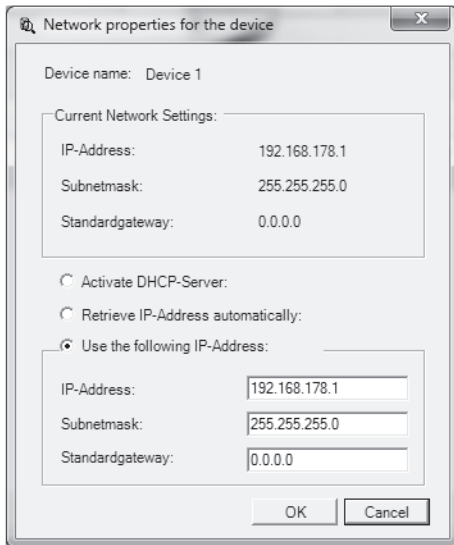 Network properties for the device
Device name: Device 1
Current Network Settings:
IP-Address: 192.168.178.1
Subnetmask: 255.255.255.0
Standardgateway: 0.0.0.0
Activate DHCP-Server:
Retrieve IP-Address automatically:
Use the following IP-Address:
IP-Address: 192.168.178.1
Subnetmask: 255.255.255.0
Standardgateway: 0.0.0.0
OK Cancel